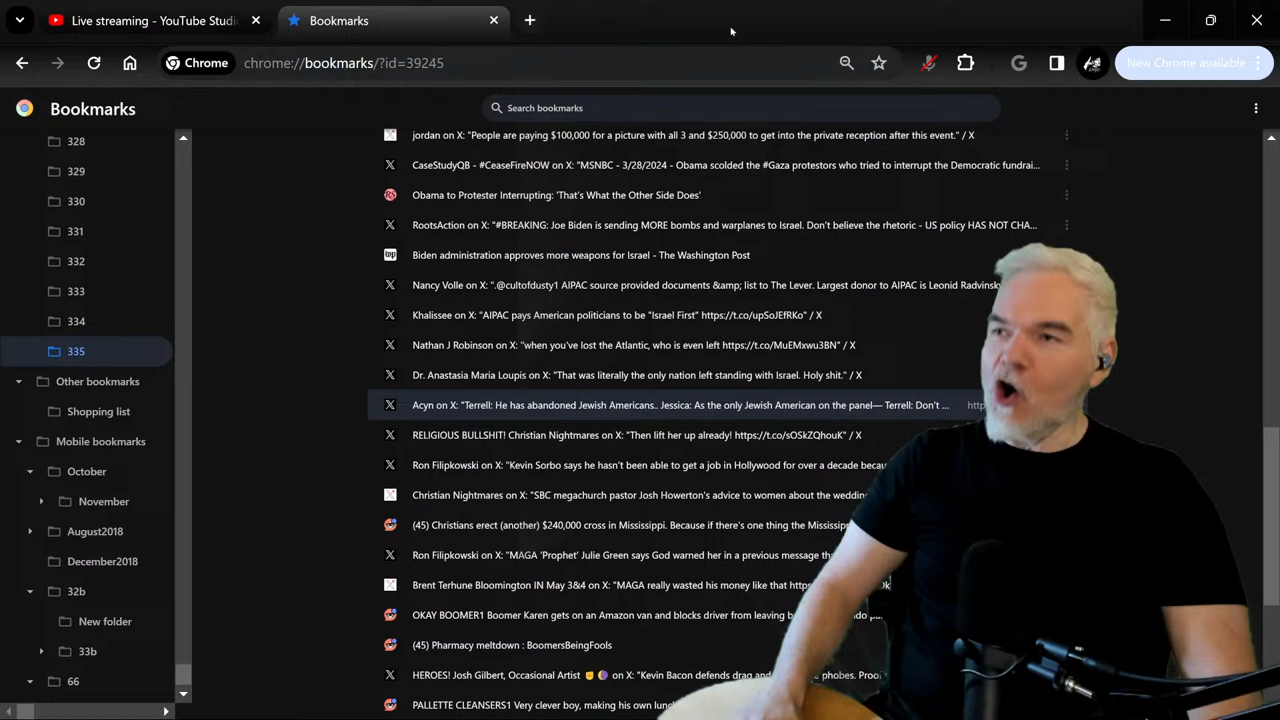 Live streaming - YouTube Studi
Bookmarks
Chrome
chrome://bookmarks/?id=39245
New Chrome available
Bookmarks
Search bookmarks
328
329
330
331
332
333
334
335
Other bookmarks
Shopping list
Mobile bookmarks
October
November
August2018
December2018
32b
New folder
33b
66
jordan on X: "People are paying $100,000 for a picture with all 3 and $250,000 to get into the private reception after this event." / X
CaseStudyQB - #CeaseFireNOW on X: "MSNBC - 3/28/2024 - Obama scolded the #Gaza protestors who tried to interrupt the Democratic fundrai...
Obama to Protester Interrupting: 'That's What the Other Side Does'
RootsAction on X: "#BREAKING: Joe Biden is sending MORE bombs and warplanes to Israel. Don't believe the rhetoric - US policy HAS NOT CHA...
Biden administration approves more weapons for Israel - The Washington Post
Nancy Volle on X: ".@cultofdusty1 AIPAC source provided documents &amp; list to The Lever. Largest donor to AIPAC is Leonid Radvinsk
Khalissee on X: "AIPAC pays American politicians to be "Israel First" https://t.co/upSoJEfRKo" / X
Nathan J Robinson on X: "when you've lost the Atlantic, who is even left https://t.co/MuEMxwu3BN" / X
Dr. Anastasia Maria Loupis on X: "That was literally the only nation left standing with Israel. Holy shit." / X
Acyn on X: "Terrell: He has abandoned Jewish Americans.. Jessica: As the only Jewish American on the panel— Terrell: Don't ... http
RELIGIOUS BULLSHIT! Christian Nightmares on X: "Then lift her up already! https://t.co/sOSkZQhouK" / X
Ron Filipkowski on X: "Kevin Sorbo says he hasn't been able to get a job in Hollywood for over a decade becau
Christian Nightmares on X: "SBC megachurch pastor Josh Howerton's advice to women about the weddin
(45) Christians erect (another) $240,000 cross in Mississippi. Because if there's one thing the Mississip
Ron Filipkowski on X: "MAGA 'Prophet' Julie Green says God warned her in a previous message tha
Brent Terhune Bloomington IN May 3&4 on X: "MAGA really wasted his money like that http
OKAY BOOMER1 Boomer Karen gets on an Amazon van and blocks driver from leaving
(45) Pharmacy meltdown : BoomersBeingFools
HEROES! Josh Gilbert, Occasional Artist ✊🌔 on X: "Kevin Bacon defends drag and phobes. Proo
PALLETTE CLEANSERS1 Very clever boy, making his own